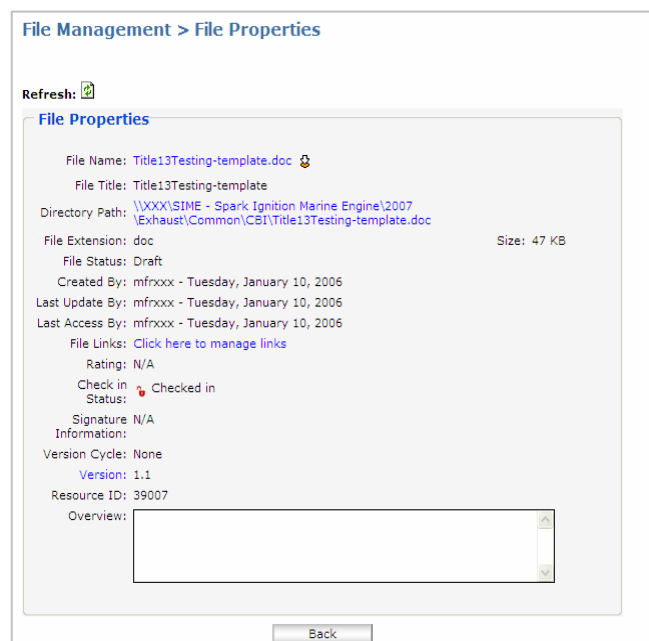 File Management > File Properties
Refresh:
File Properties
File Name: Title13Testing-template.doc
File Title: Title13Testing-template
Directory Path: \\XXX\SIME - Spark Ignition Marine Engine\2007
\Exhaust\Common\CBI\Title13Testing-template.doc
File Extension: doc Size: 47 KB
File Status: Draft
Created By: mfrxxx - Tuesday, January 10, 2006
Last Update By: mfrxxx - Tuesday, January 10, 2006
Last Access By: mfrxxx - Tuesday, January 10, 2006
File Links: Click here to manage links
Rating: N/A
Check in
Status: Checked in
Signature
Information: N/A
Version Cycle: None
Version: 1.1
Resource ID: 39007
Overview:
Back